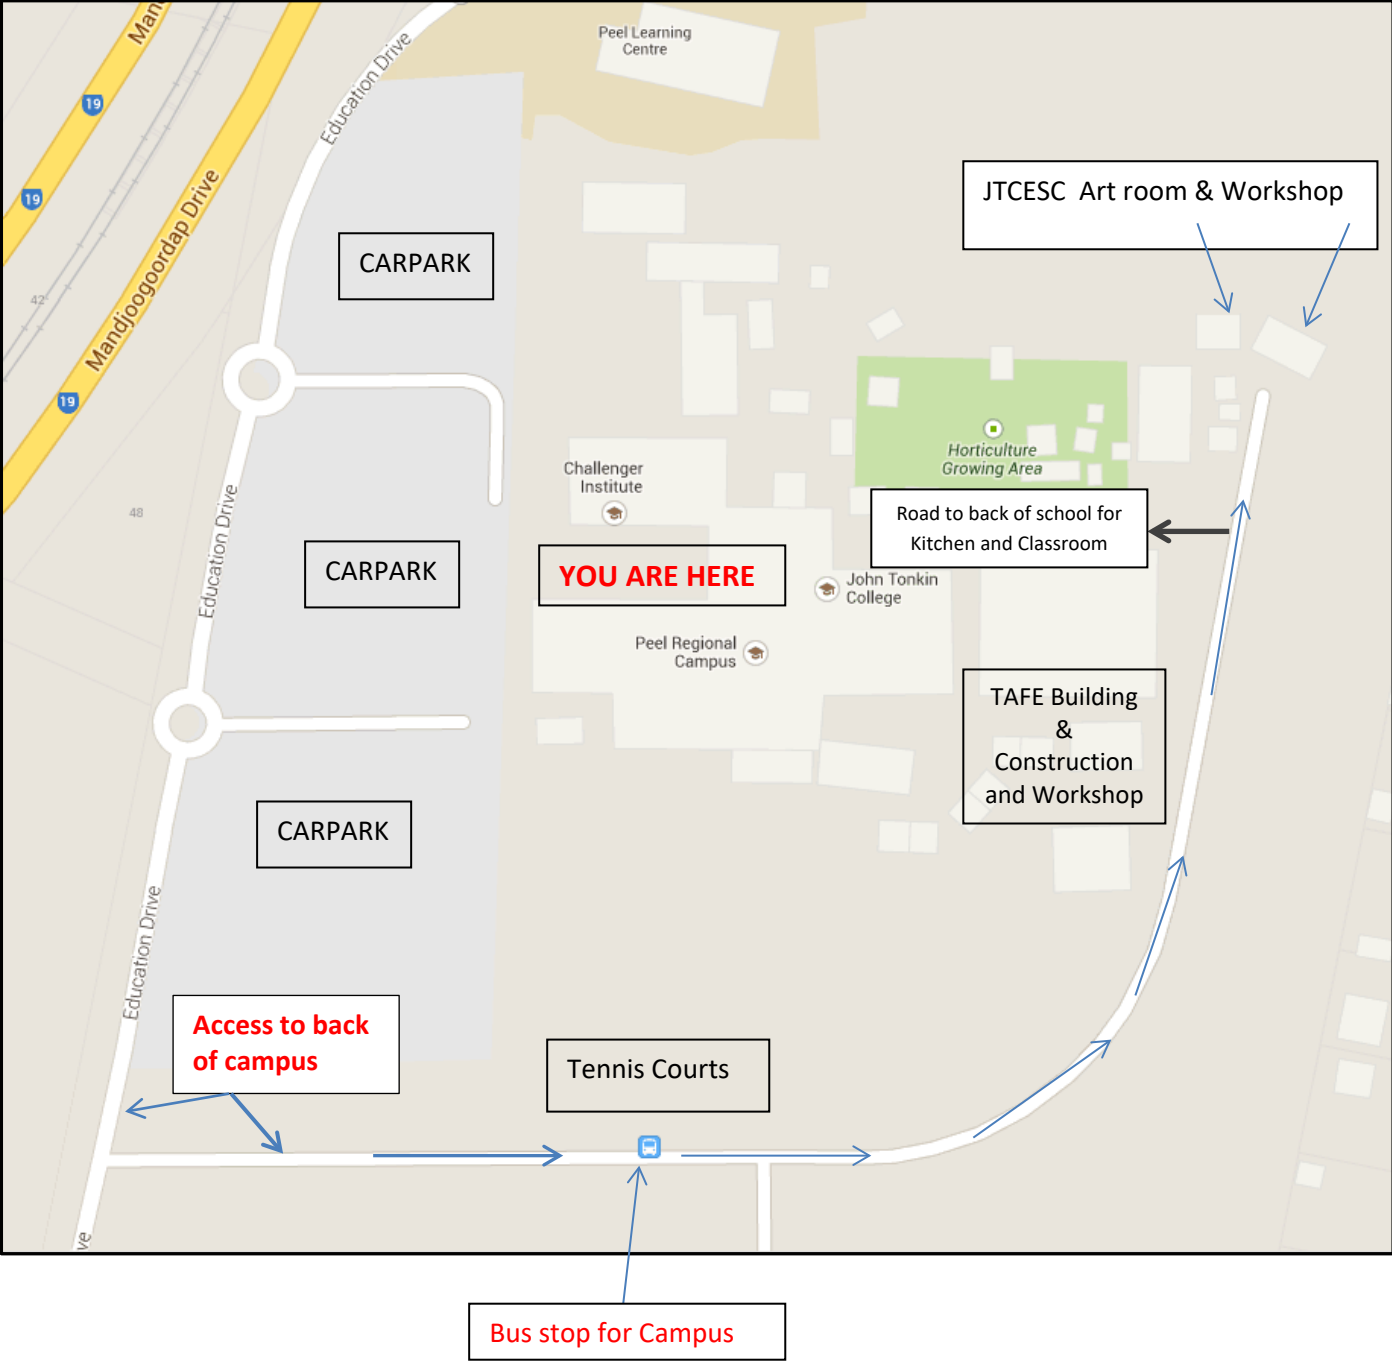 Man
19
Education Drive
Peel Learning
Centre
19
Mandjoogoordap Drive
JTCESC  Art room & Workshop
CARPARK
42
19
Horticulture
Growing Area
Challenger
Institute
48
Education Drive
Road to back of school for
Kitchen and Classroom
CARPARK
YOU ARE HERE
John Tonkin
College
Peel Regional
Campus
TAFE Building
&
Construction
and Workshop
CARPARK
Education Drive
Access to back
of campus
Tennis Courts
ve
Bus stop for Campus